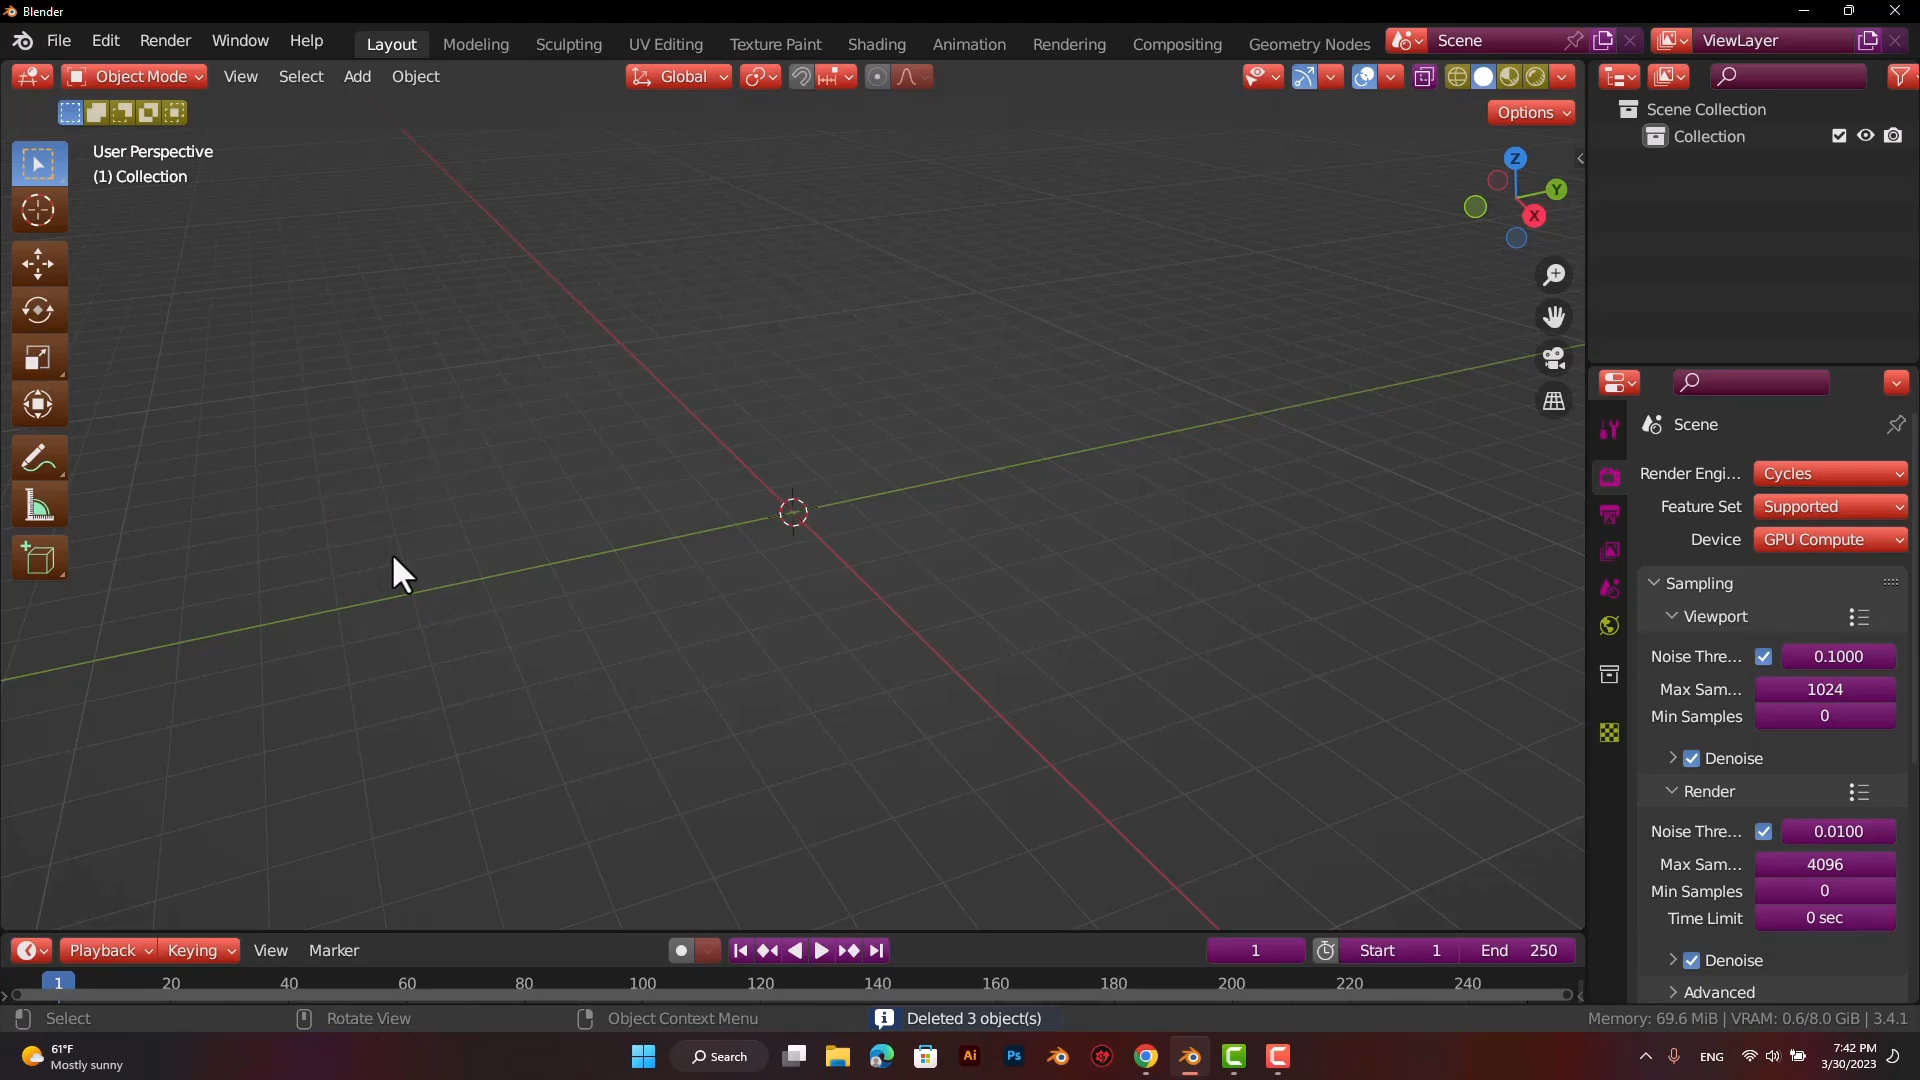 Blender
File Edit Render Window Help Layout Modeling Sculpting UV Editing Texture Paint Shading Animation Rendering Compositing Geometry Nodes Scene ViewLayer
Object Mode View Select Add Object Global
Options
User Perspective
(1) Collection
Z
Y
X
Scene Collection
Collection
Scene
Render Engi... Cycles
Feature Set Supported
Device GPU Compute
Sampling
Viewport
Noise Thre... 0.1000
Max Sam... 1024
Min Samples 0
Denoise
Render
Noise Thre... 0.0100
Max Sam... 4096
Min Samples 0
Time Limit 0 sec
Denoise
Advanced
Playback Keying View Marker 1 Start 1 End 250
1 20 40 60 80 100 120 140 160 180 200 220 240
Select Rotate View Object Context Menu Deleted 3 object(s) Memory: 69.6 MiB | VRAM: 0.6/8.0 GiB | 3.4.1
61°F
Mostly sunny
Search
Ai
Ps
C
C
ENG
7:42 PM
3/30/2023